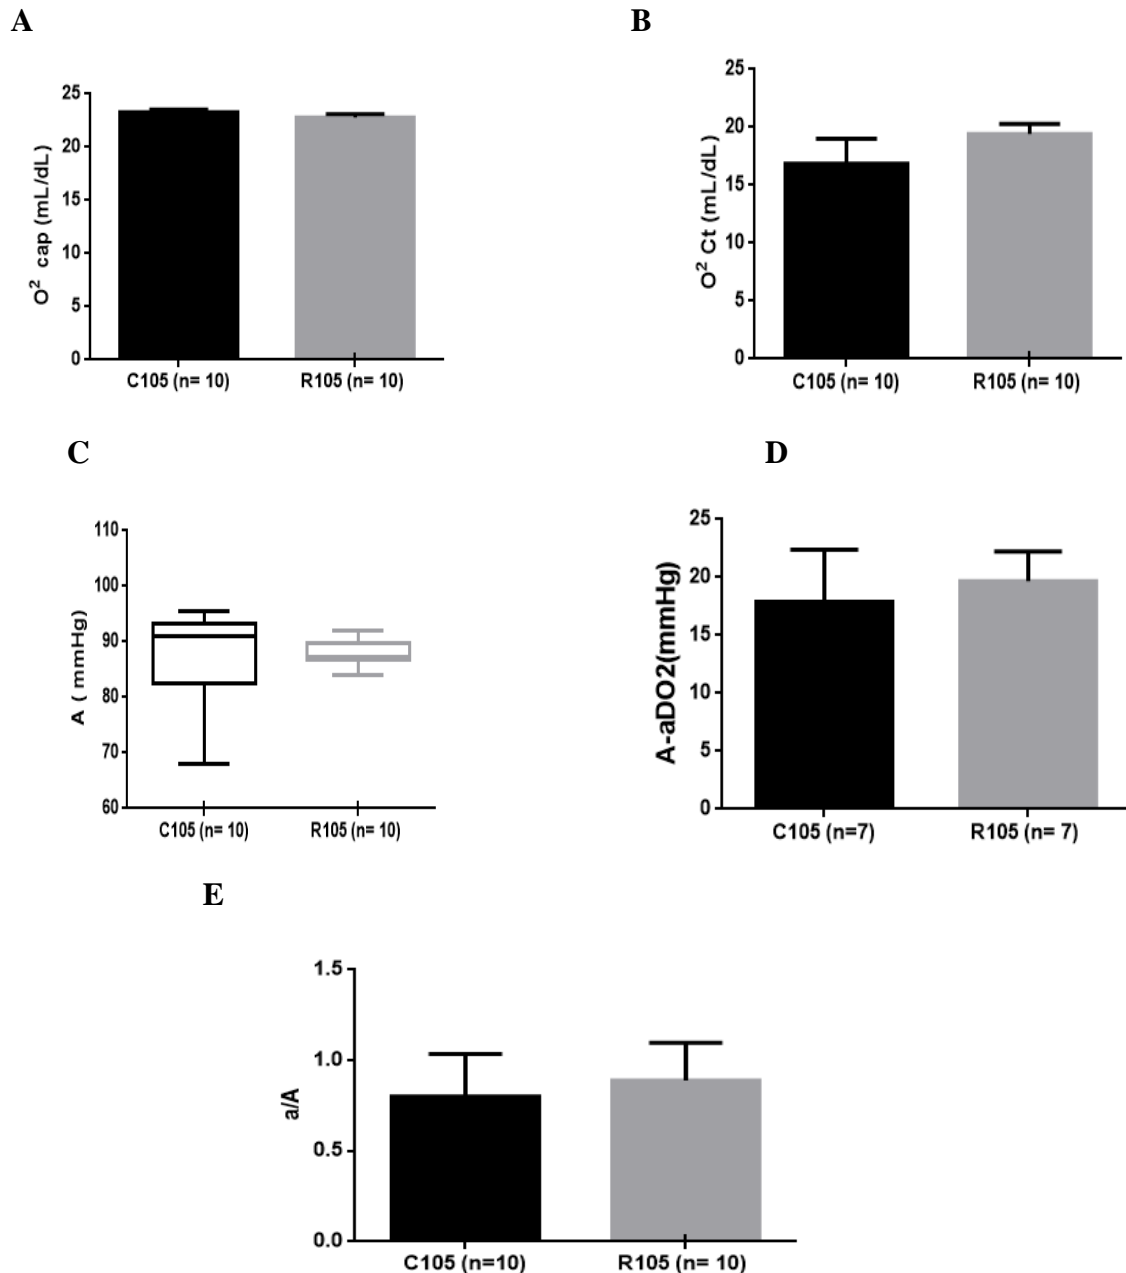 A
O² cap (mL/dL)
25
20
15
10
5
0
C105 (n= 10)
R105 (n= 10)
B
O² Ct (mL/dL)
25
20
15
10
5
0
C105 (n= 10)
R105 (n= 10)
C
A ( mmHg)
110
100
90
80
70
60
C105 (n= 10)
R105 (n= 10)
D
A-aDO2(mmHg)
25
20
15
10
5
0
C105 (n=7)
R105 (n= 7)
E
a/A
1.5
1.0
0.5
0.0
C105 (n=10)
R105 (n= 10)